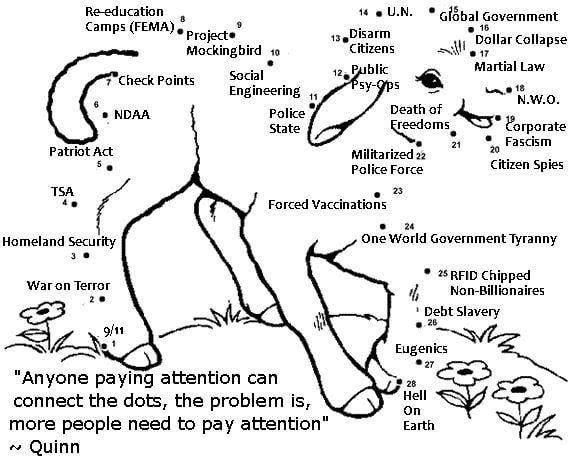 Re-education
Camps (FEMA)
8
Project
Mockingbird
9
10
Social
Engineering
14
U.N.
15
Global Government
16
Dollar Collapse
13
Disarm
Citizens
17
Martial Law
12
Public
Psy-Ops
7
Check Points
18
N.W.O.
11
Police
State
Death of
Freedoms
21
19
Corporate
Fascism
6
NDAA
20
Citizen Spies
Patriot Act
5
Militarized
Police Force
22
TSA
4
23
Forced Vaccinations
24
One World Government Tyranny
Homeland Security
3
25
RFID Chipped
Non-Billionaires
War on Terror
2
Debt Slavery
26
9/11
1
Eugenics
27
28
Hell
On
Earth
"Anyone paying attention can
connect the dots, the problem is,
more people need to pay attention"
~ Quinn